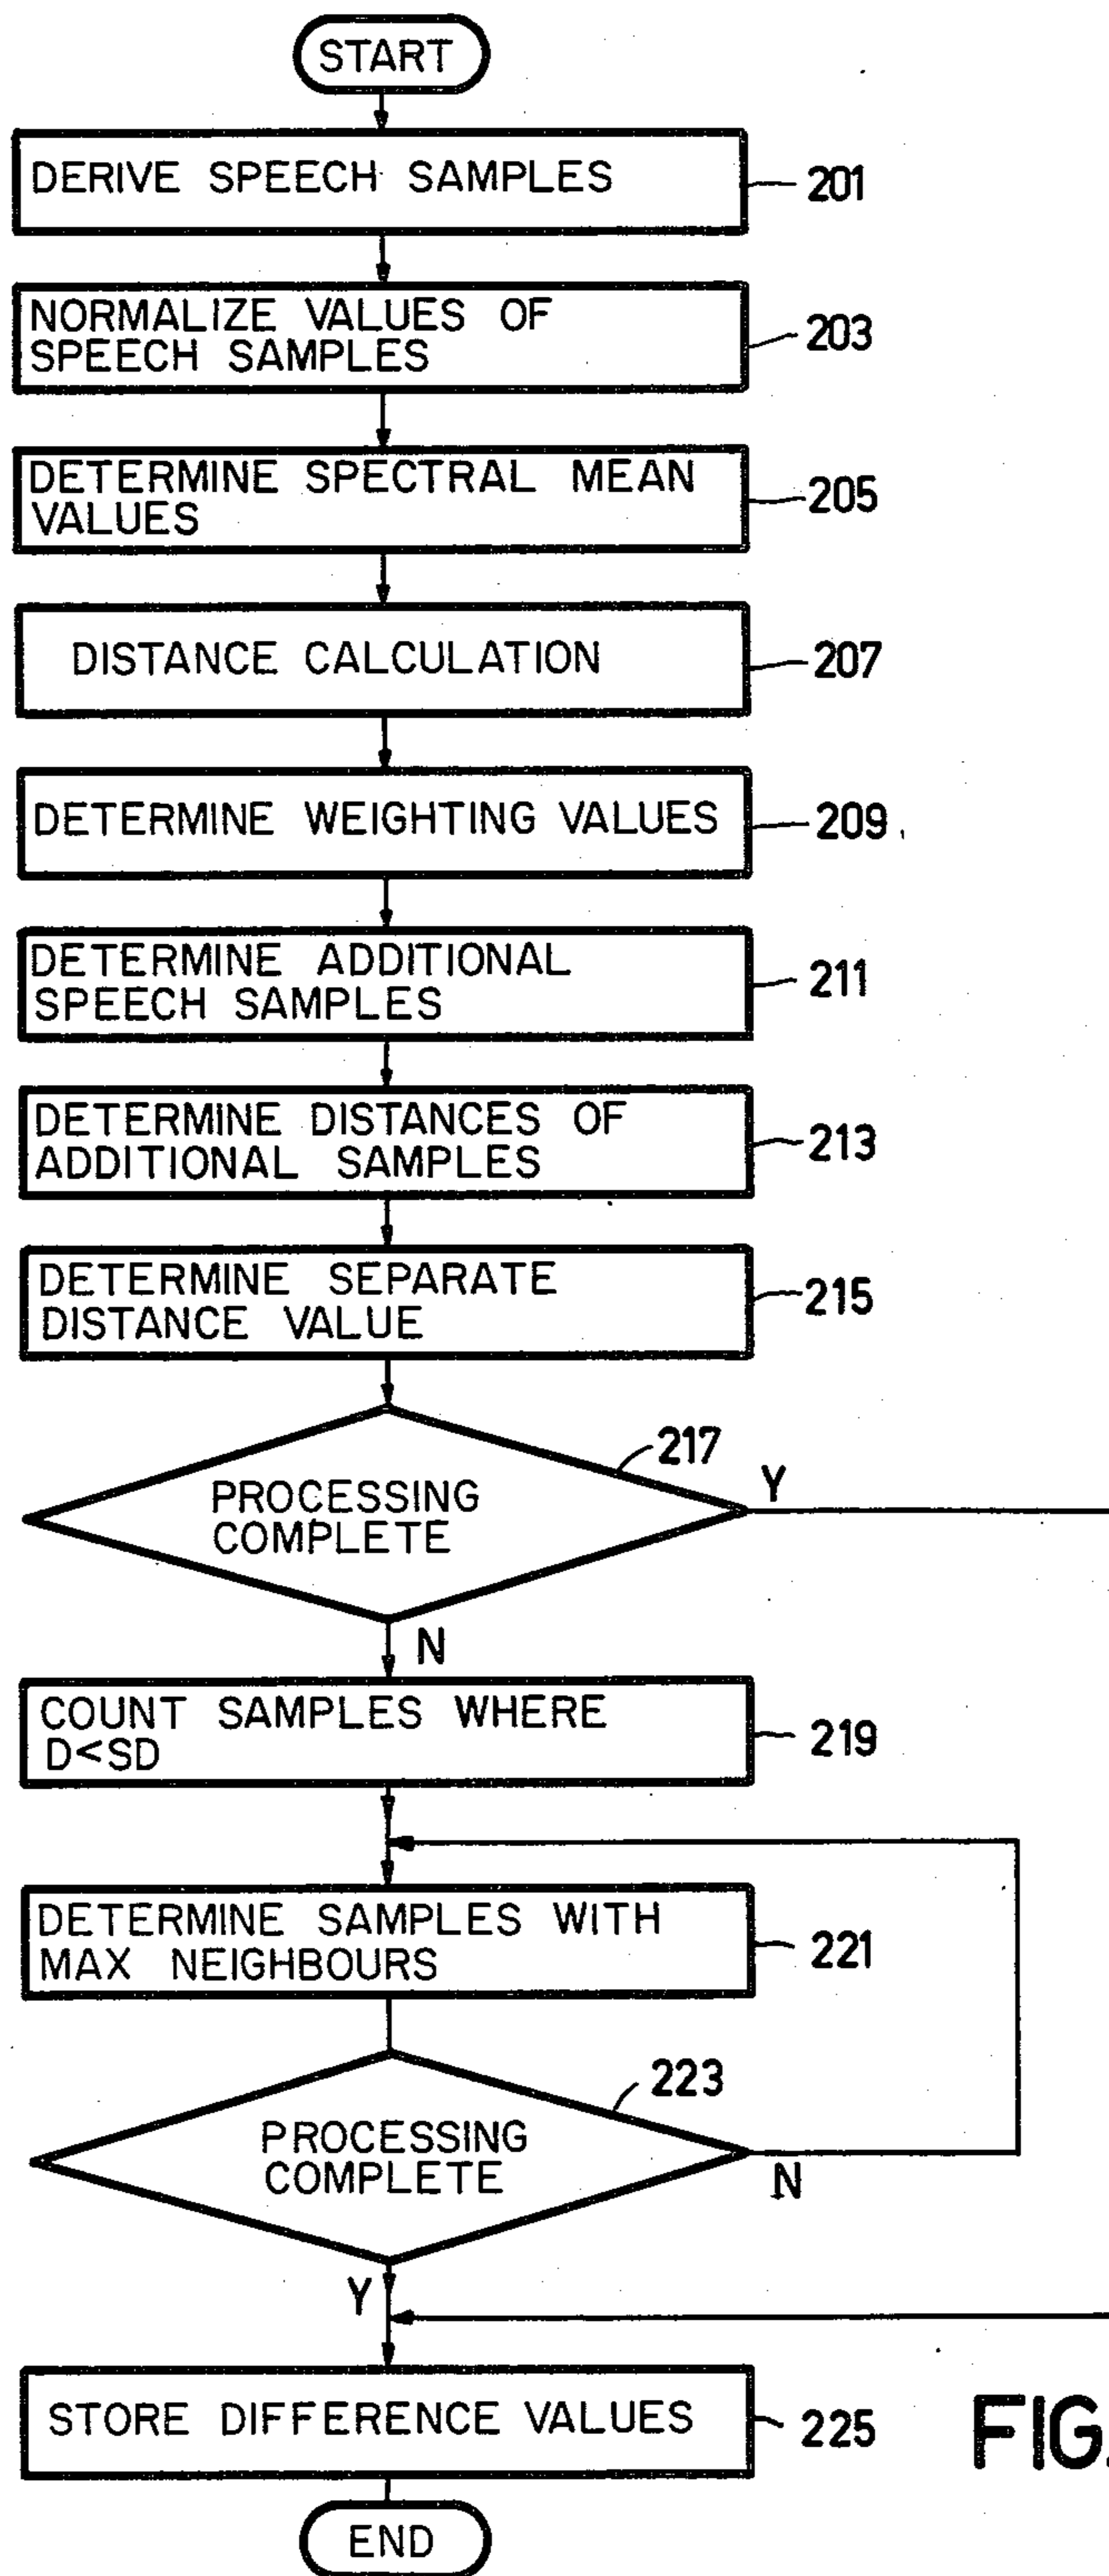 START
DERIVE SPEECH SAMPLES
201
NORMALIZE VALUES OF
SPEECH SAMPLES
203
DETERMINE SPECTRAL MEAN
VALUES
205
DISTANCE CALCULATION
207
DETERMINE WEIGHTING VALUES
209
DETERMINE ADDITIONAL
SPEECH SAMPLES
211
DETERMINE DISTANCES OF
ADDITIONAL SAMPLES
213
DETERMINE SEPARATE
DISTANCE VALUE
215
217
PROCESSING
COMPLETE
Y
N
COUNT SAMPLES WHERE
D<SD
219
DETERMINE SAMPLES WITH
MAX NEIGHBOURS
221
223
PROCESSING
COMPLETE
N
Y
STORE DIFFERENCE VALUES
225
FIG.
END